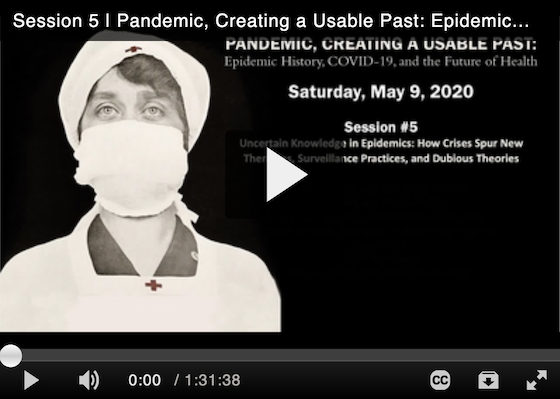 Session 5 | Pandemic, Creating a Usable Past: Epidemic...
PANDEMIC, CREATING A USABLE PAST:
Epidemic History, COVID-19, and the Future of Health
Saturday, May 9, 2020
Session #5
Uncertain Knowledge in Epidemics: How Crises Spur New
Surveillance Practices, and Dubious Theories
0:00 / 1:31:38
CC